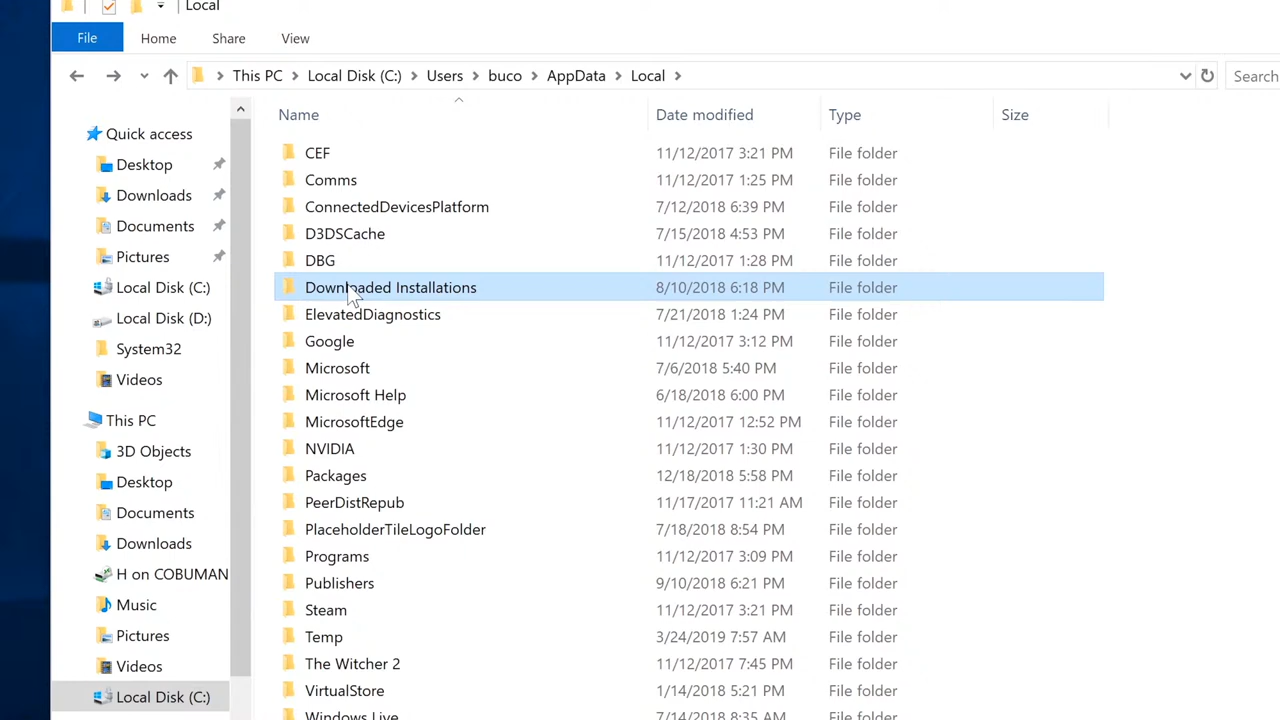 Local
File Home Share View
This PC Local Disk (C:) Users buco AppData Local Search
Name Date modified Type Size
Quick access
Desktop
Downloads
Documents
Pictures
Local Disk (C:)
Local Disk (D:)
System32
Videos
This PC
3D Objects
Desktop
Documents
Downloads
H on COBUMAN
Music
Pictures
Videos
Local Disk (C:)
CEF 11/12/2017 3:21 PM File folder
Comms 11/12/2017 1:25 PM File folder
ConnectedDevicesPlatform 7/12/2018 6:39 PM File folder
D3DSCache 7/15/2018 4:53 PM File folder
DBG 11/12/2017 1:28 PM File folder
Downloaded Installations 8/10/2018 6:18 PM File folder
ElevatedDiagnostics 7/21/2018 1:24 PM File folder
Google 11/12/2017 3:12 PM File folder
Microsoft 7/6/2018 5:40 PM File folder
Microsoft Help 6/18/2018 6:00 PM File folder
MicrosoftEdge 11/12/2017 12:52 PM File folder
NVIDIA 11/12/2017 1:30 PM File folder
Packages 12/18/2018 5:58 PM File folder
PeerDistRepub 11/17/2017 11:21 AM File folder
PlaceholderTileLogoFolder 7/18/2018 8:54 PM File folder
Programs 11/12/2017 3:09 PM File folder
Publishers 9/10/2018 6:21 PM File folder
Steam 11/12/2017 3:21 PM File folder
Temp 3/24/2019 7:57 AM File folder
The Witcher 2 11/12/2017 7:45 PM File folder
VirtualStore 1/14/2018 5:21 PM File folder
Windows Live 7/14/2018 8:35 AM File folder